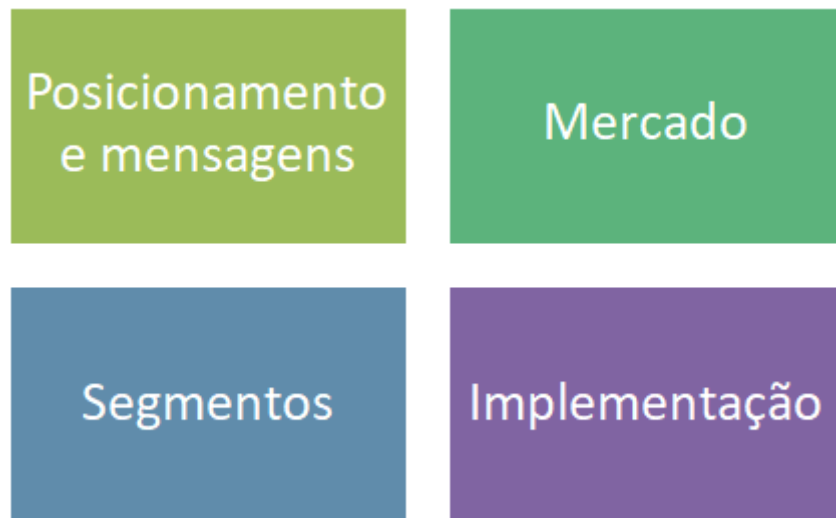 Posicionamento
e mensagens
Mercado
Segmentos
Implementação